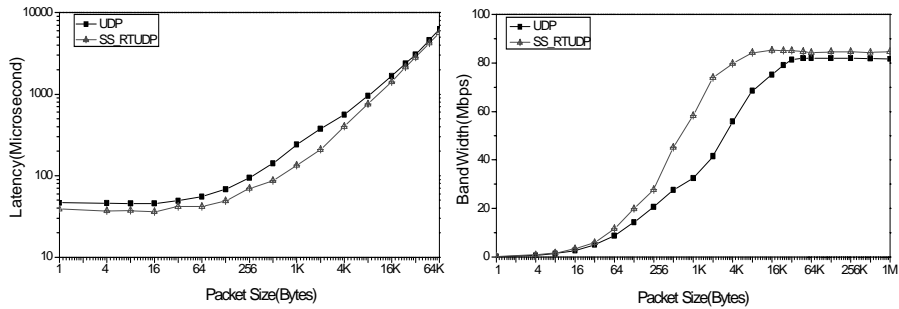 10000
1000
100
10
Latency(Microsecond)
UDP
SS_RTUDP
1 4 16 64 256 1K 4K 16K 64K
Packet Size(Bytes)
100
80
60
40
20
0
BandWidth(Mbps)
UDP
SS_RTUDP
1 4 16 64 256 1K 4K 16K 64K 256K 1M
Packet Size(Bytes)